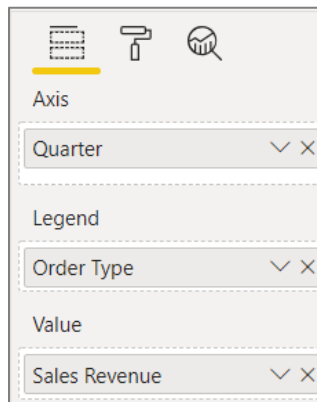 Axis
Quarter
Legend
Order Type
Value
Sales Revenue